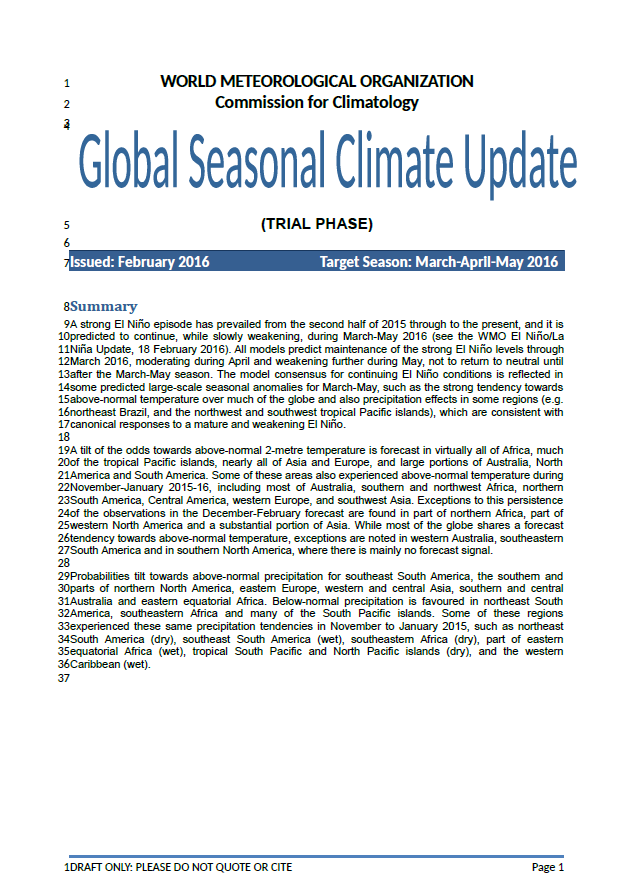 1 WORLD METEOROLOGICAL ORGANIZATION
2 Commission for Climatology
3
4
Global Seasonal Climate Update
5 (TRIAL PHASE)
6
7 Issued: February 2016 Target Season: March-April-May 2016
8 Summary
9 A strong El Niño episode has prevailed from the second half of 2015 through to the present, and it is
10 predicted to continue, while slowly weakening, during March-May 2016 (see the WMO El Niño/La
11 Niña Update, 18 February 2016). All models predict maintenance of the strong El Niño levels through
12 March 2016, moderating during April and weakening further during May, not to return to neutral until
13 after the March-May season. The model consensus for continuing El Niño conditions is reflected in
14 some predicted large-scale seasonal anomalies for March-May, such as the strong tendency towards
15 above-normal temperature over much of the globe and also precipitation effects in some regions (e.g.
16 northeast Brazil, and the northwest and southwest tropical Pacific islands), which are consistent with
17 canonical responses to a mature and weakening El Niño.
18
19 A tilt of the odds towards above-normal 2-metre temperature is forecast in virtually all of Africa, much
20 of the tropical Pacific islands, nearly all of Asia and Europe, and large portions of Australia, North
21 America and South America. Some of these areas also experienced above-normal temperature during
22 November-January 2015-16, including most of Australia, southern and northwest Africa, northern
23 South America, Central America, western Europe, and southwest Asia. Exceptions to this persistence
24 of the observations in the December-February forecast are found in part of northern Africa, part of
25 western North America and a substantial portion of Asia. While most of the globe shares a forecast
26 tendency towards above-normal temperature, exceptions are noted in western Australia, southeastern
27 South America and in southern North America, where there is mainly no forecast signal.
28
29 Probabilities tilt towards above-normal precipitation for southeast South America, the southern and
30 parts of northern North America, eastern Europe, western and central Asia, southern and central
31 Australia and eastern equatorial Africa. Below-normal precipitation is favoured in northeast South
32 America, southeastern Africa and many of the South Pacific islands. Some of these regions
33 experienced these same precipitation tendencies in November to January 2015, such as northeast
34 South America (dry), southeast South America (wet), southeastern Africa (dry), part of eastern
35 equatorial Africa (wet), tropical South Pacific and North Pacific islands (dry), and the western
36 Caribbean (wet).
37
1 DRAFT ONLY: PLEASE DO NOT QUOTE OR CITE Page 1